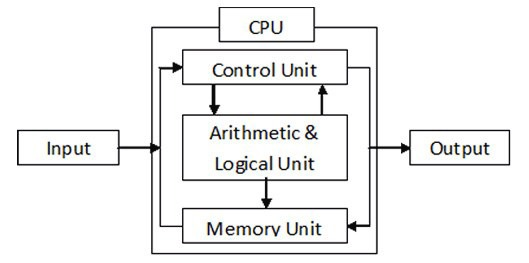 CPU
Control Unit
Arithmetic &
Logical Unit
Input
Output
Memory Unit